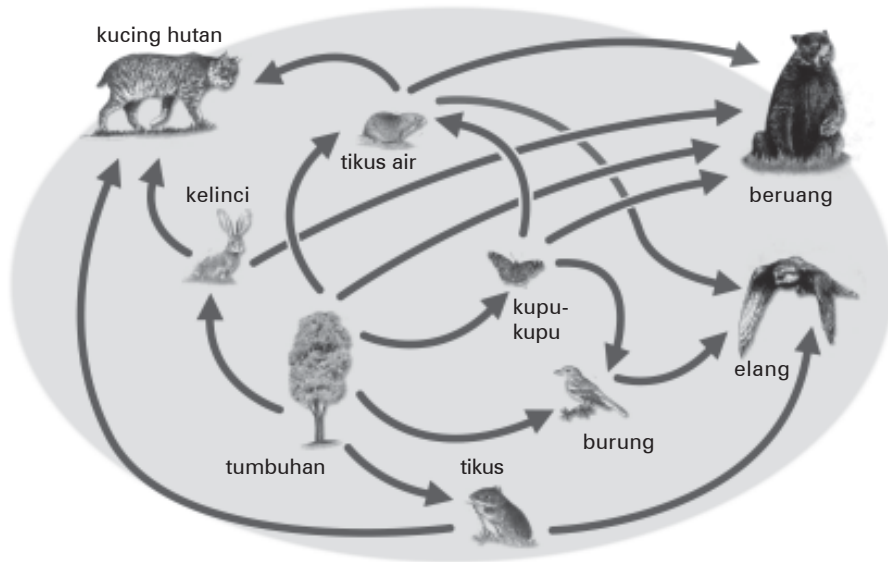 kucing hutan
tikus air
kelinci
beruang
kupu-
kupu
elang
burung
tumbuhan
tikus